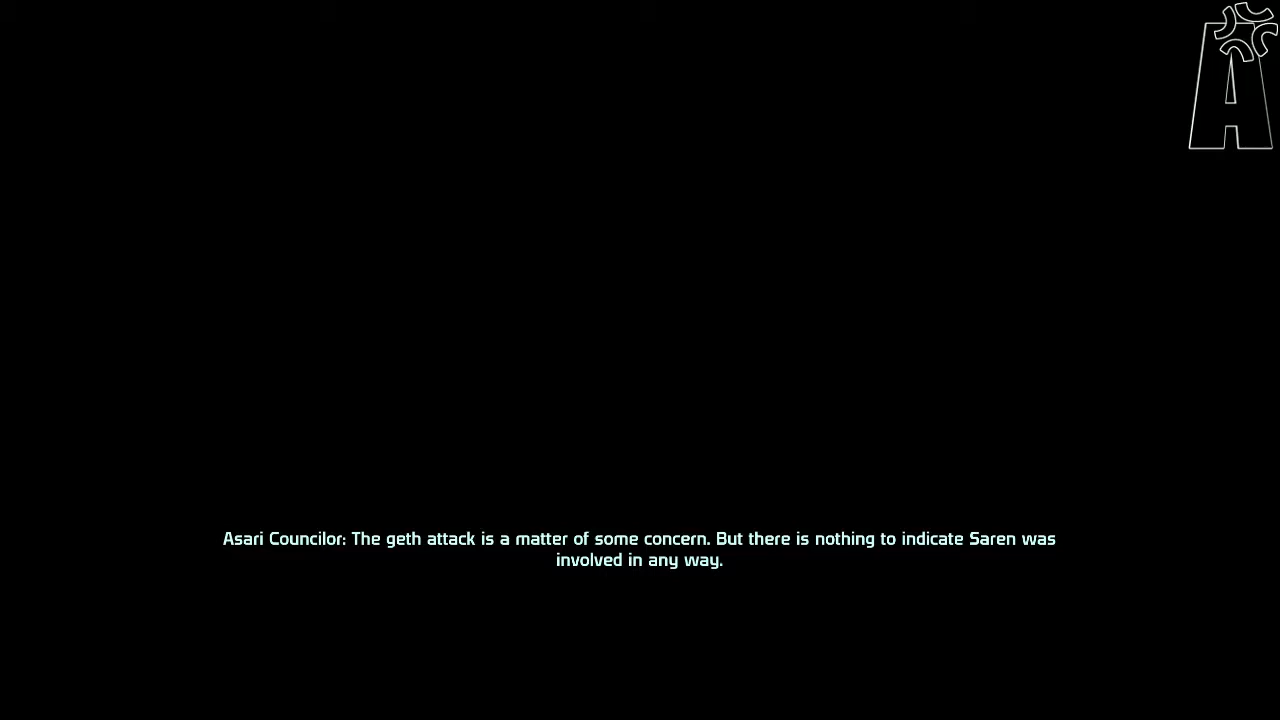 A
Asari Councilor: The geth attack is a matter of some concern. But there is nothing to indicate Saren was
involved in any way.